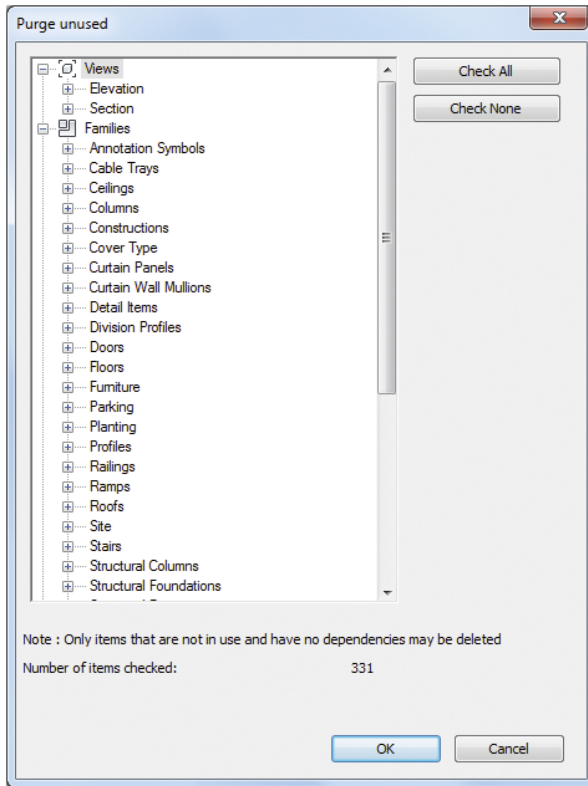 Purge unused
Views
Elevation
Section
Families
Annotation Symbols
Cable Trays
Ceilings
Columns
Constructions
Cover Type
Curtain Panels
Curtain Wall Mullions
Detail Items
Division Profiles
Doors
Floors
Furniture
Parking
Planting
Profiles
Railings
Ramps
Roofs
Site
Stairs
Structural Columns
Structural Foundations
Check All
Check None
Note : Only items that are not in use and have no dependencies may be deleted
Number of items checked: 331
OK
Cancel